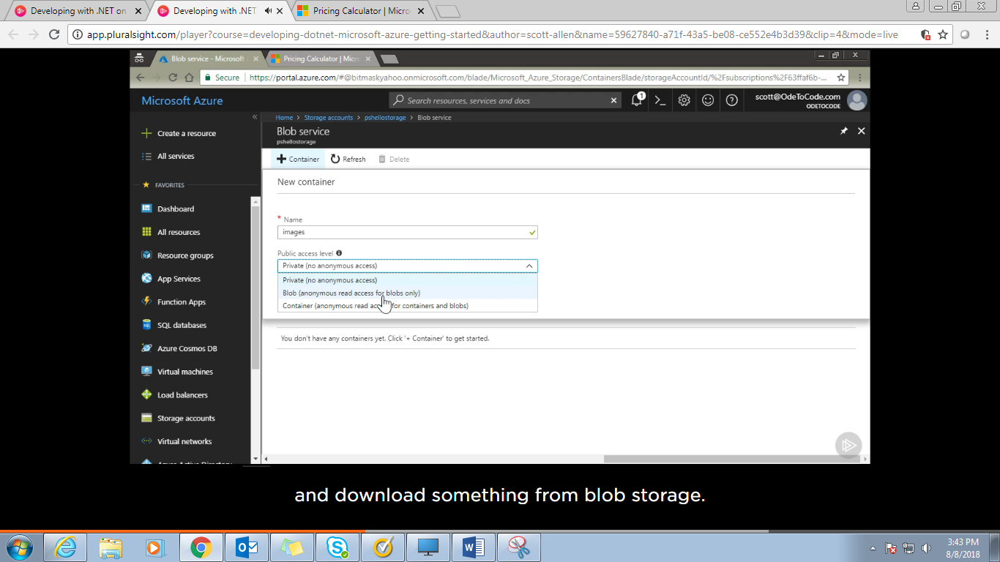 Developing with .NET on
Developing with .NET
Pricing Calculator | Micro
app.pluralsight.com/player?course=developing-dotnet-microsoft-azure-getting-started&author=scott-allen&name=59627840-a71f-43a5-be08-ce552e4b3d39&clip=4&mode=live
Blob service - Microsoft
Pricing Calculator | Micro
Secure
https://portal.azure.com/#@bitmaskyahoo.onmicrosoft.com/blade/Microsoft_Azure_Storage/ContainersBlade/storageAccountId/%2Fsubscriptions%2F63ffaf6b-...
Microsoft Azure
Search resources, services and docs
1
scott@OdeToCode.com
ODETOCODE
Home > Storage accounts > pshellostorage > Blob service
Blob service
pshellostorage
Create a resource
All services
FAVORITES
Dashboard
All resources
Resource groups
App Services
Function Apps
SQL databases
Azure Cosmos DB
Virtual machines
Load balancers
Storage accounts
Virtual networks
Container Refresh Delete
New container
* Name
images
Public access level
Private (no anonymous access)
Private (no anonymous access)
Blob (anonymous read access for blobs only)
Container (anonymous read acc for containers and blobs)
You don't have any containers yet. Click '+ Container' to get started.
and download something from blob storage.
3:43 PM
8/8/2018